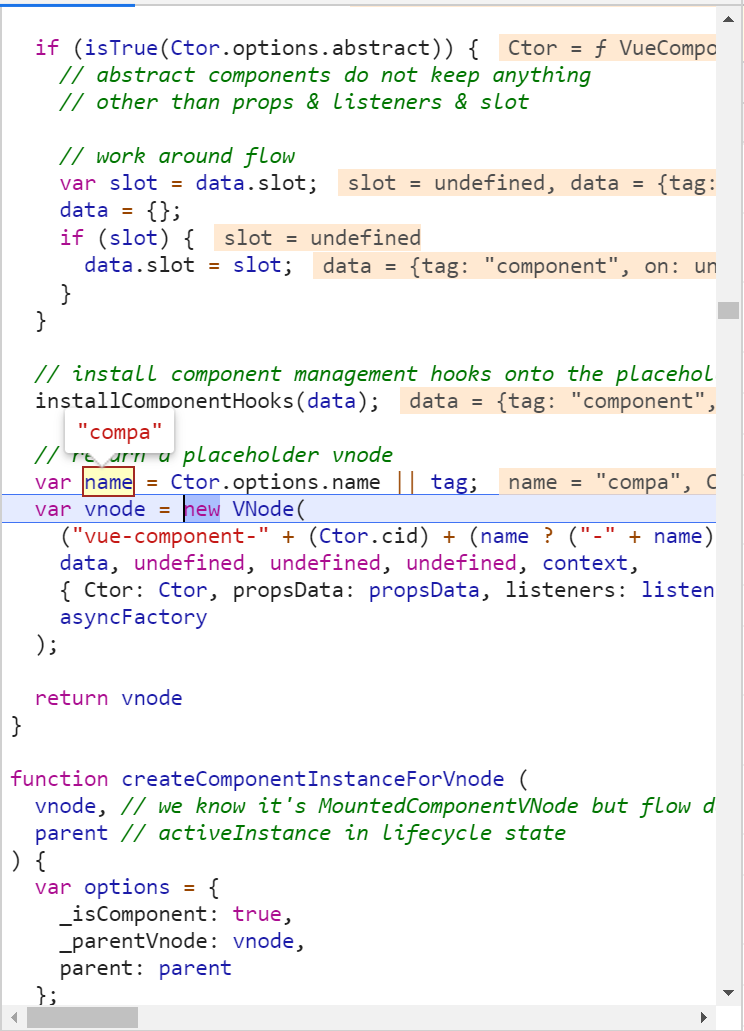 if (isTrue(Ctor.options.abstract)) { Ctor = ƒ VueCompo
// abstract components do not keep anything
// other than props & listeners & slot
// work around flow
var slot = data.slot; slot = undefined, data = {tag:
data = {};
if (slot) { slot = undefined
data.slot = slot; data = {tag: "component", on: un
}
}
// install component management hooks onto the placehol
installComponentHooks(data); data = {tag: "component",
"compa"
// return a placeholder vnode
var name = Ctor.options.name || tag; name = "compa", C
var vnode = new VNode(
("vue-component-" + (Ctor.cid) + (name ? ("-" + name)
data, undefined, undefined, undefined, context,
{ Ctor: Ctor, propsData: propsData, listeners: listen
asyncFactory
);
return vnode
}
function createComponentInstanceForVnode (
vnode, // we know it's MountedComponentVNode but flow d
parent // activeInstance in lifecycle state
) {
var options = {
_isComponent: true,
_parentVnode: vnode,
parent: parent
};